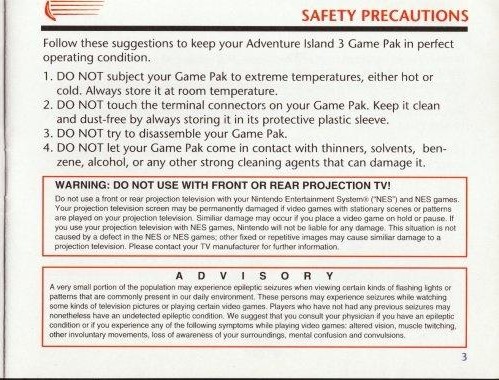 SAFETY PRECAUTIONS
Follow these suggestions to keep your Adventure Island 3 Game Pak in perfect
operating condition.
1. DO NOT subject your Game Pak to extreme temperatures, either hot or
cold. Always store it at room temperature.
2. DO NOT touch the terminal connectors on your Game Pak. Keep it clean
and dust-free by always storing it in its protective plastic sleeve.
3. DO NOT try to disassemble your Game Pak.
4. DO NOT let your Game Pak come in contact with thinners, solvents, ben-
zene, alcohol, or any other strong cleaning agents that can damage it.
WARNING: DO NOT USE WITH FRONT OR REAR PROJECTION TV!
Do not use a front or rear projection television with your Nintendo Entertainment System® ("NES") and NES games.
Your projection television screen may be permanently damaged if video games with stationary scenes or patterns
are played on your projection television. Similiar damage may occur if you place a video game on hold or pause. If
you use your projection television with NES games, Nintendo will not be liable for any damage. This situation is not
caused by a defect in the NES or NES games; other fixed or repetitive images may cause similiar damage to a
projection television. Please contact your TV manufacturer for further information.
A D V I S O R Y
A very small portion of the population may experience epileptic seizures when viewing certain kinds of flashing lights or
patterns that are commonly present in our daily environment. These persons may experience seizures while watching
some kinds of television pictures or playing certain video games. Players who have not had any previous seizures may
nonetheless have an undetected epileptic condition. We suggest that you consult your physician if you have an epileptic
condition or if you experience any of the following symptoms while playing video games: altered vision, muscle twitching,
other involuntary movements, loss of awareness of your surroundings, mental confusion and convulsions.
3